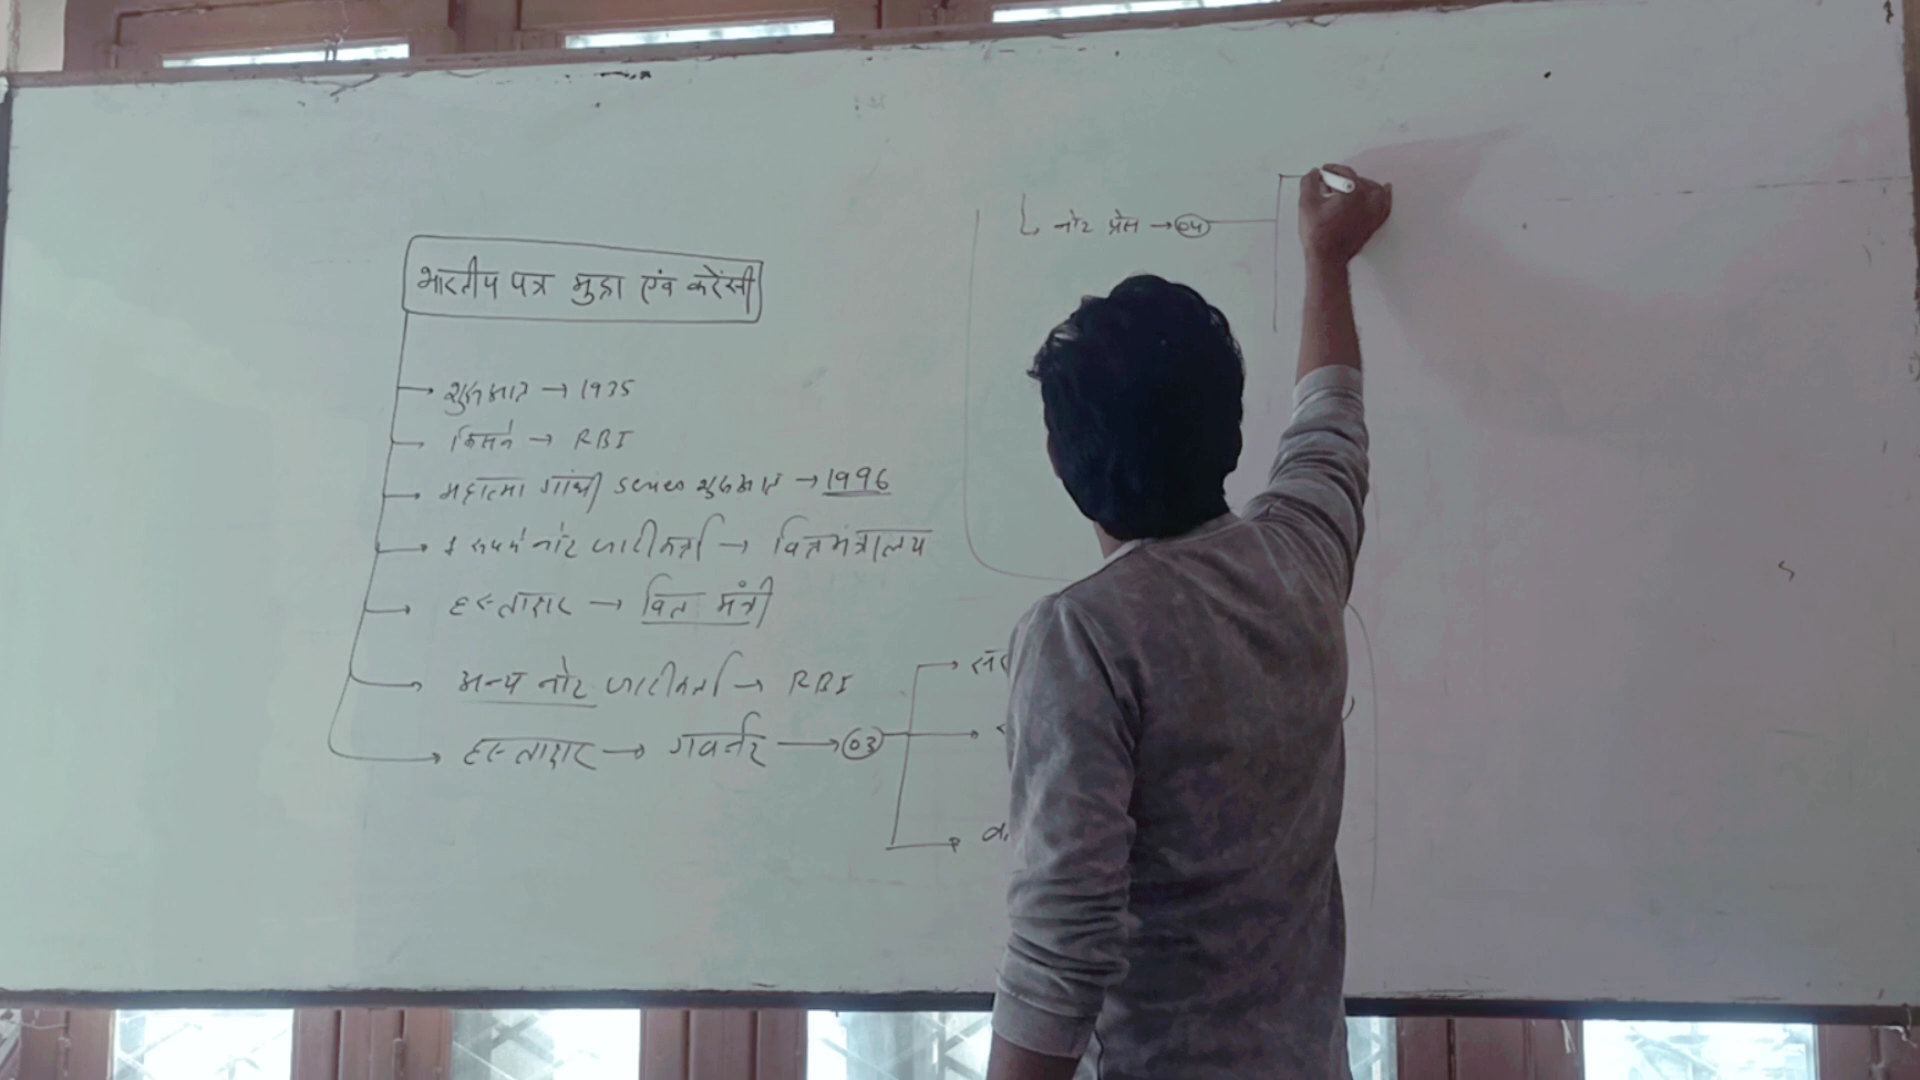 भारतीय पत्र मुद्रा एवं करेंसी
शुरुआत → 1935
किसने → RBI
महात्मा गांधी series शुरुआत → 1996
1 रुपये नोट जारीकर्ता → वित्तमंत्रालय
हस्ताक्षर → वित्त मंत्री
अन्य नोट जारीकर्ता → RBI
हस्ताक्षर → गवर्नर → 03
नोट प्रेस → 04